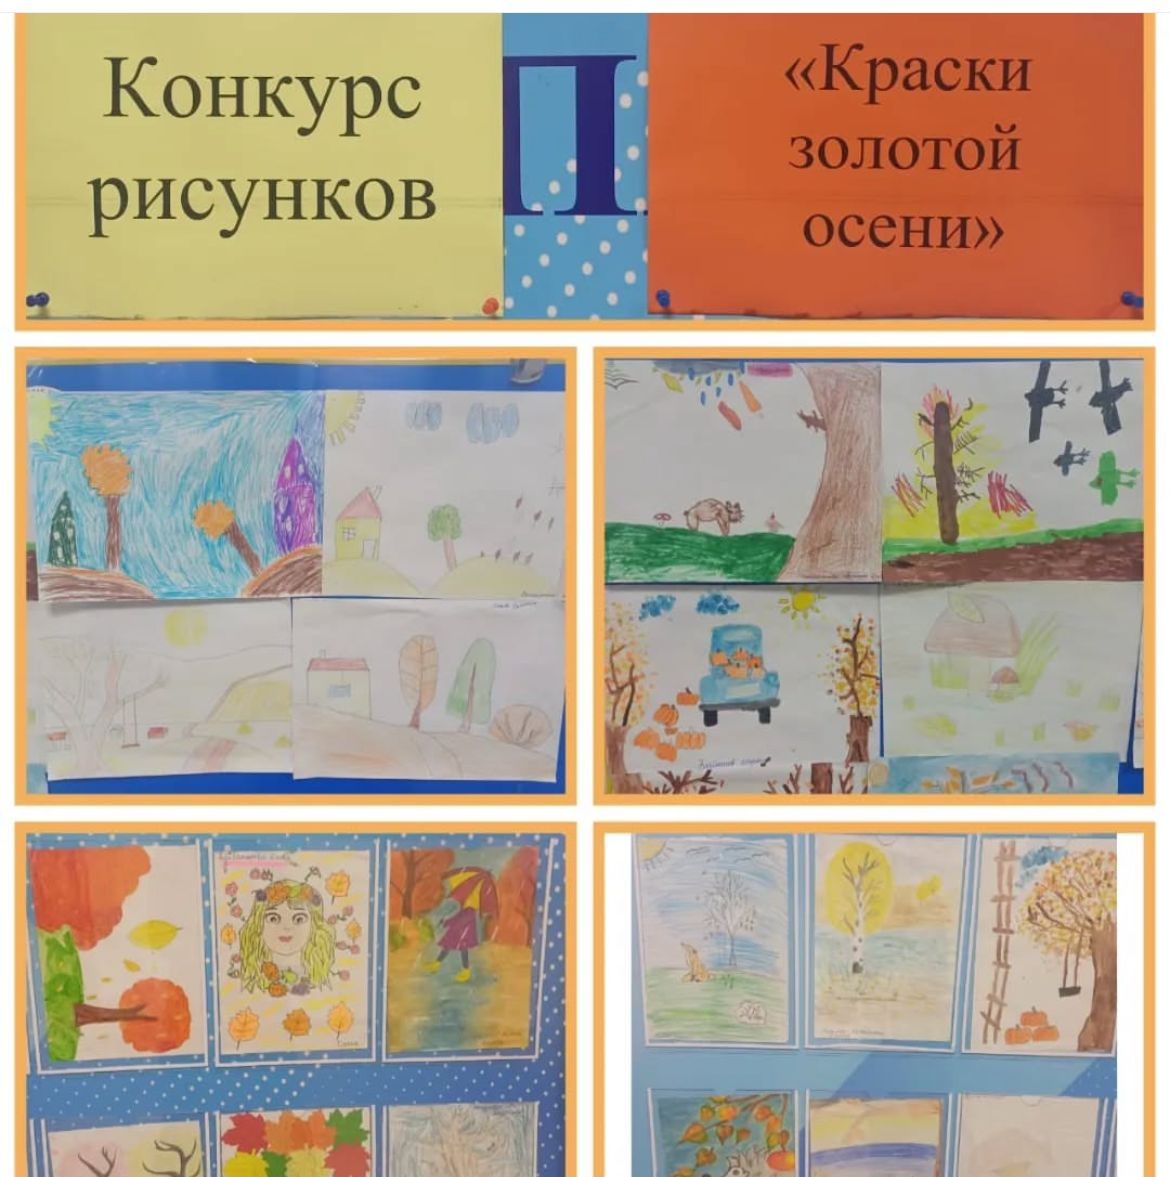 Конкурс
рисунков
П
«Краски
золотой
осени»